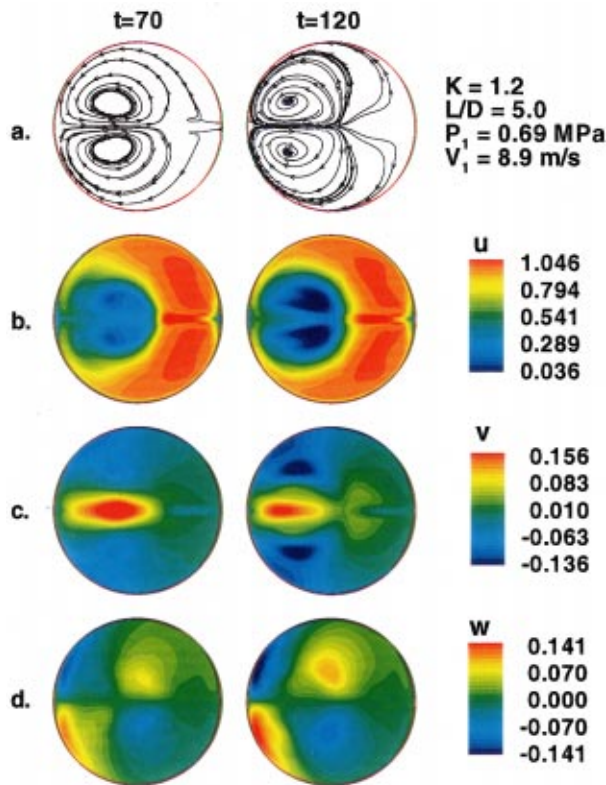 t=70 t=120
K = 1.2
L/D = 5.0
P1 = 0.69 MPa
V1 = 8.9 m/s
a.
u
1.046
0.794
0.541
0.289
0.036
b.
v
0.156
0.083
0.010
-0.063
-0.136
c.
w
0.141
0.070
0.000
-0.070
-0.141
d.